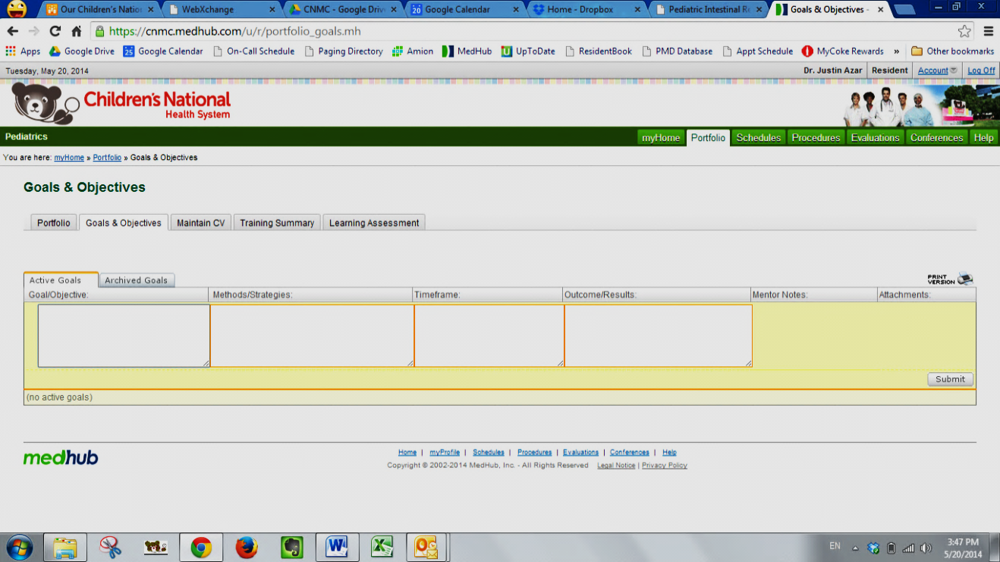 Our Children's Natio
WebXchange
CNMC - Google Driv
20 Google Calendar
Home - Dropbox
Pediatric Intestinal Re
Goals & Objectives -
https://cnmc.medhub.com/u/r/portfolio_goals.mh
Apps Google Drive 25 Google Calendar On-Call Schedule Paging Directory Amion MedHub UpToDate ResidentBook PMD Database Appt Schedule MyCoke Rewards » Other bookmarks
Tuesday, May 20, 2014 Dr. Justin Azar Resident Account Log Off
Children's National
Health System
Pediatrics myHome Portfolio Schedules Procedures Evaluations Conferences Help
You are here: myHome » Portfolio » Goals & Objectives
Goals & Objectives
Portfolio Goals & Objectives Maintain CV Training Summary Learning Assessment
Active Goals Archived Goals PRINT
VERSION
Goal/Objective: Methods/Strategies: Timeframe: Outcome/Results: Mentor Notes: Attachments:
Submit
(no active goals)
medhub
Home | myProfile | Schedules | Procedures | Evaluations | Conferences | Help
Copyright © 2002-2014 MedHub, Inc. - All Rights Reserved Legal Notice | Privacy Policy
EN 3:47 PM
5/20/2014